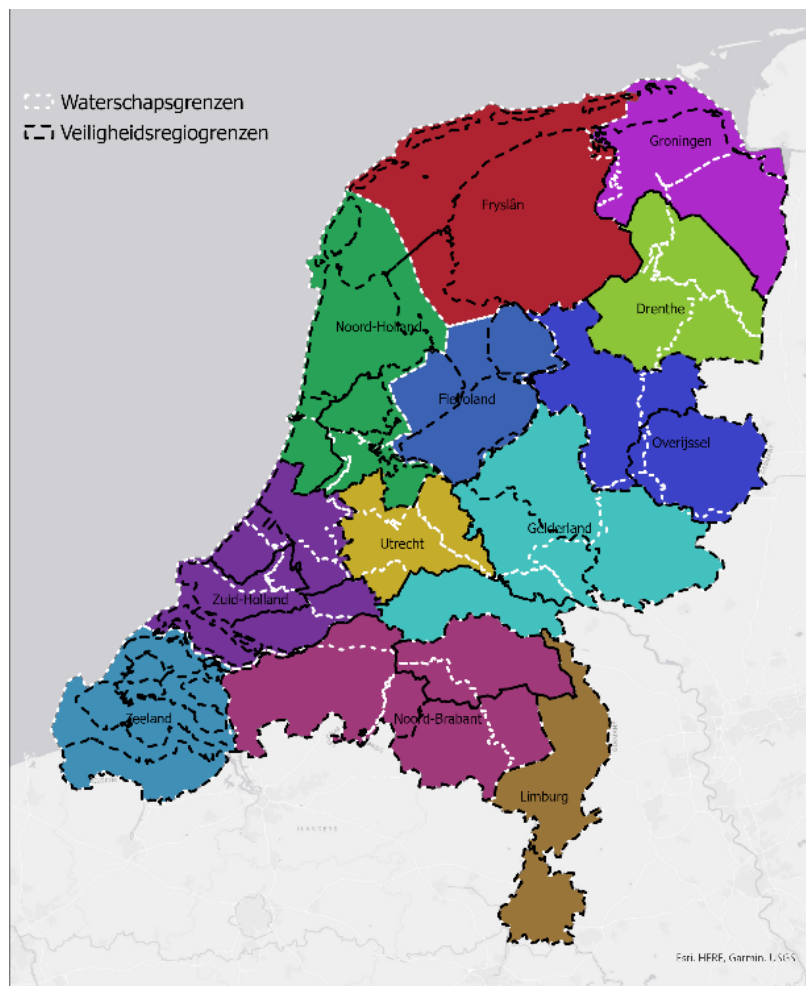 Waterschapsgrenzen
Veiligheidsregiogrenzen
Groningen
Fryslân
Drenthe
Noord-Holland
Flevoland
Overijssel
Gelderland
Utrecht
Zuid-Holland
Zeeland
Noord-Brabant
Limburg
Esri, HERE, Garmin, USGS